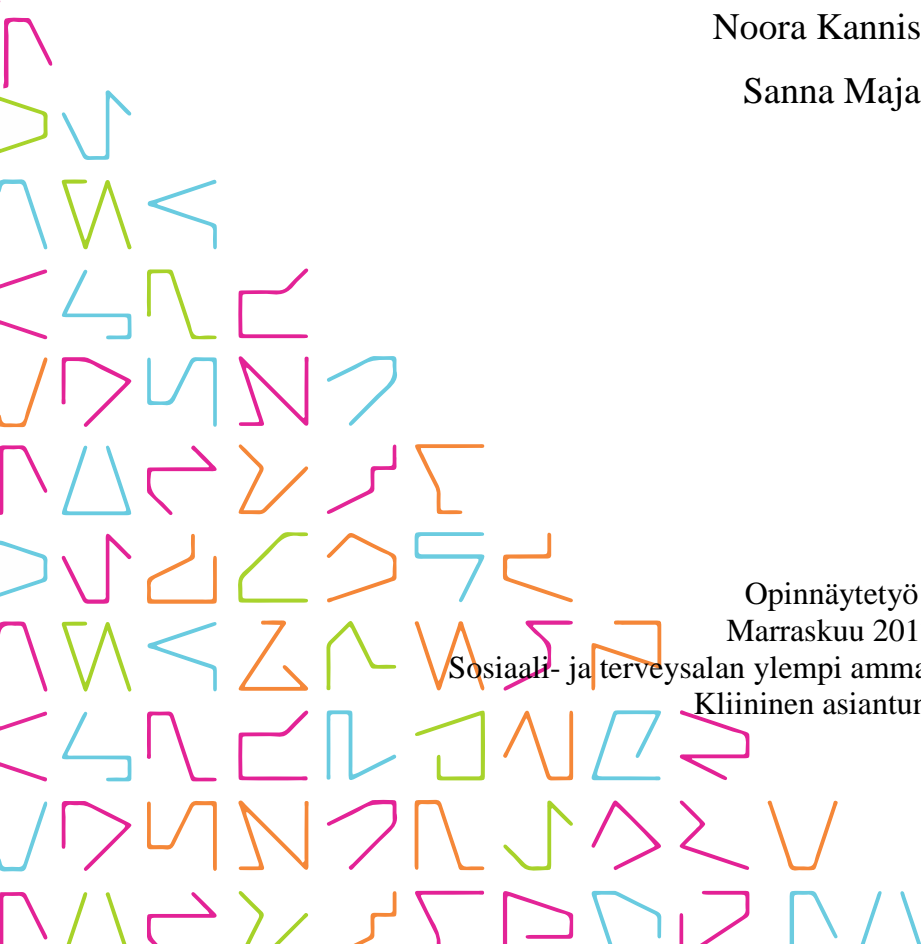 Noora Kannis
Sanna Maja
Opinnäytetyö
Marraskuu 201
Sosiaali- ja terveysalan ylempi amma
Kliininen asiantun